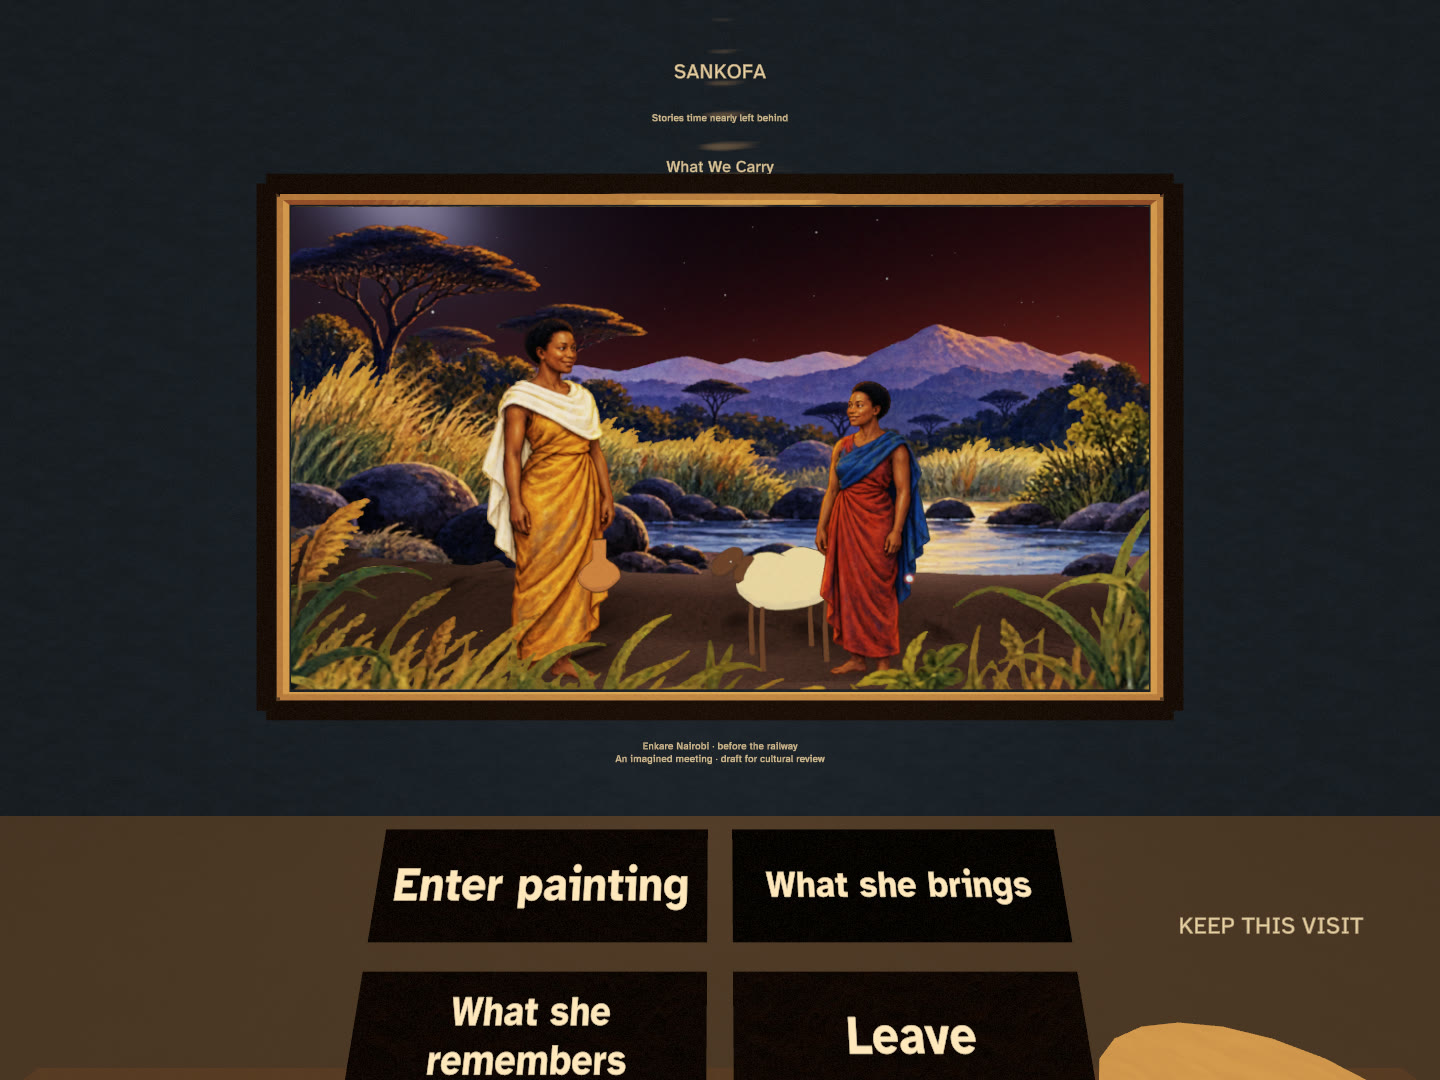 SANKOFA
Stories time nearly left behind
What We Carry
Enkare Nairobi · before the railway
An imagined meeting · draft for cultural review
Enter painting
What she brings
KEEP THIS VISIT
What she
remembers
Leave